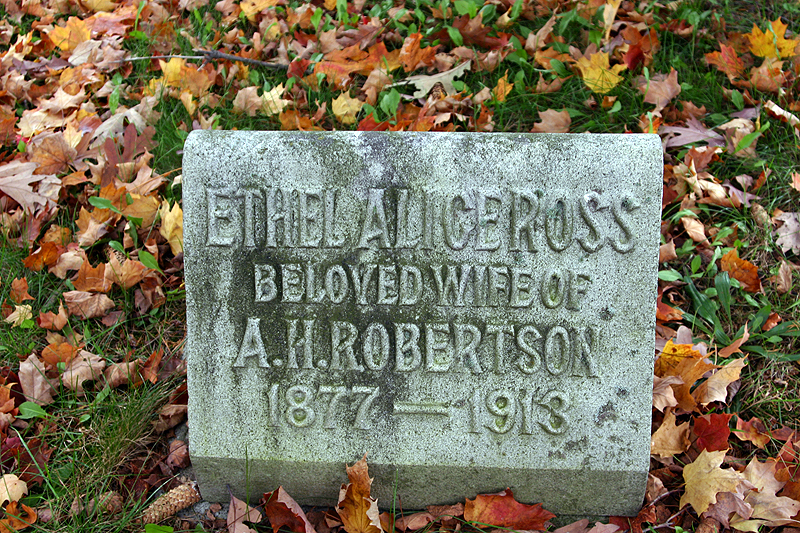 ETHEL ALICE ROSS
BELOVED WIFE OF
A. H. ROBERTSON
1877 — 1913